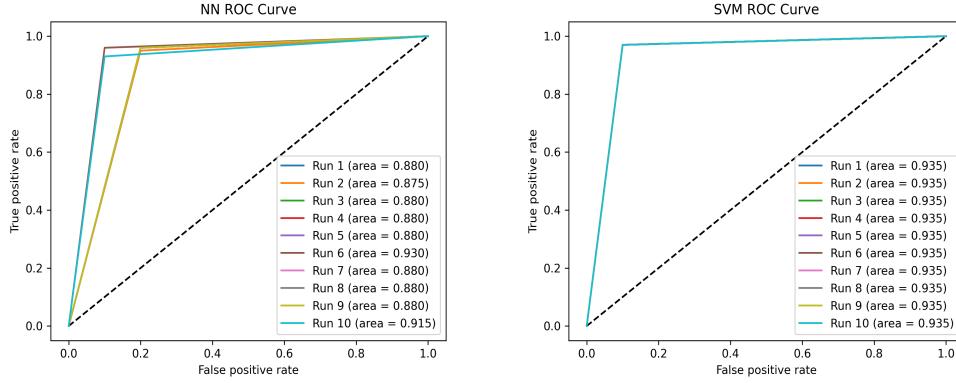 NN ROC Curve
1.0
0.8
0.6
0.4
0.2
0.0
True positive rate
Run 1 (area = 0.880)
Run 2 (area = 0.875)
Run 3 (area = 0.880)
Run 4 (area = 0.880)
Run 5 (area = 0.880)
Run 6 (area = 0.930)
Run 7 (area = 0.880)
Run 8 (area = 0.880)
Run 9 (area = 0.880)
Run 10 (area = 0.915)
0.0 0.2 0.4 0.6 0.8 1.0
False positive rate
SVM ROC Curve
1.0
0.8
0.6
0.4
0.2
0.0
True positive rate
Run 1 (area = 0.935)
Run 2 (area = 0.935)
Run 3 (area = 0.935)
Run 4 (area = 0.935)
Run 5 (area = 0.935)
Run 6 (area = 0.935)
Run 7 (area = 0.935)
Run 8 (area = 0.935)
Run 9 (area = 0.935)
Run 10 (area = 0.935)
0.0 0.2 0.4 0.6 0.8 1.0
False positive rate